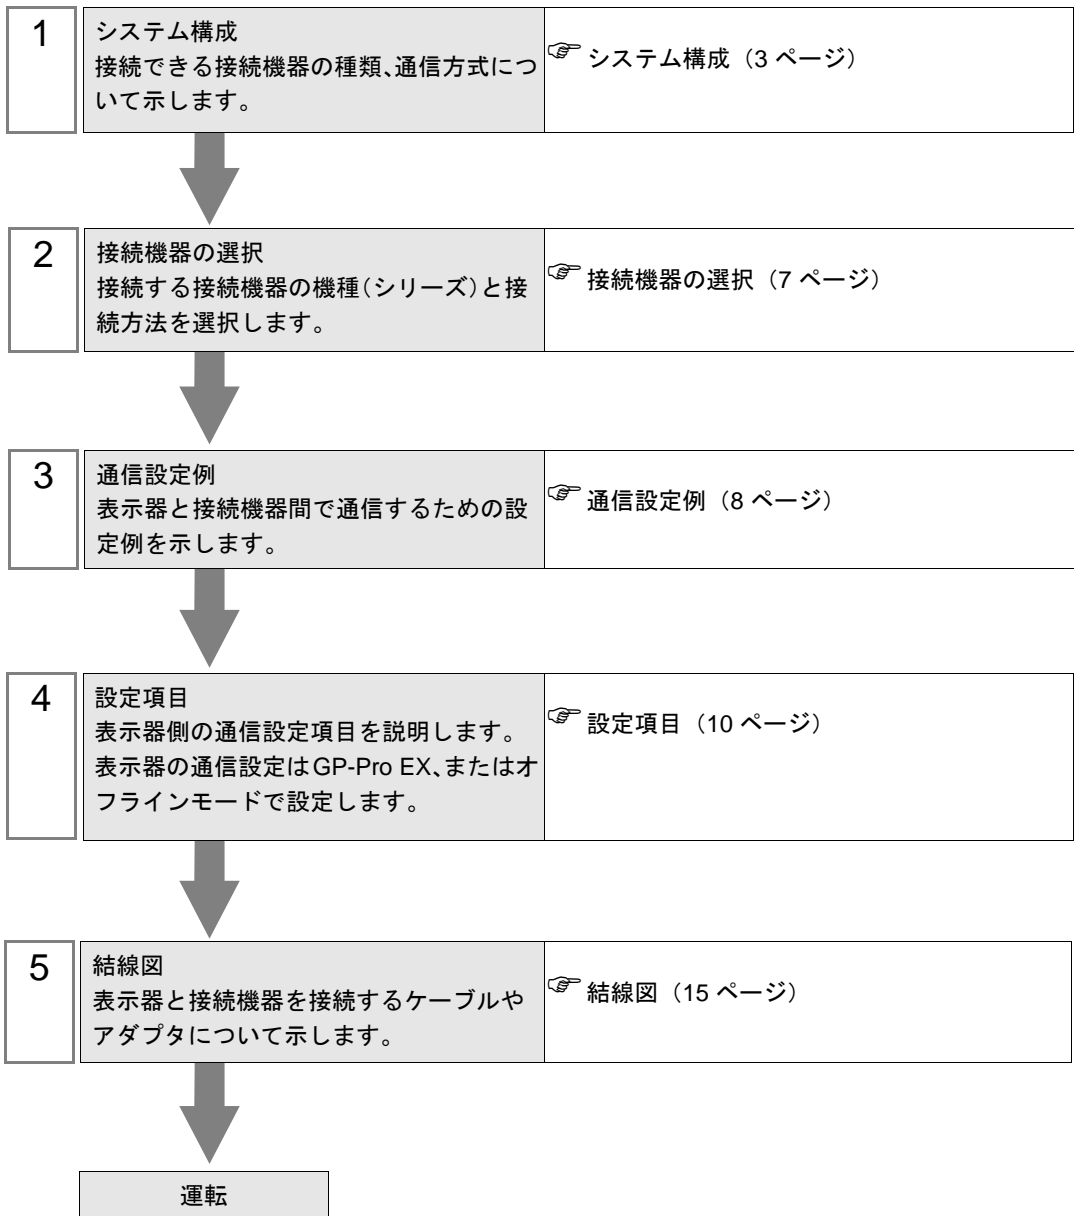 1
システム構成
接続できる接続機器の種類、通信方式につ
いて示します。
☞ システム構成（3 ページ）
2
接続機器の選択
接続する接続機器の機種（シリーズ）と接
続方法を選択します。
☞ 接続機器の選択（7 ページ）
3
通信設定例
表示器と接続機器間で通信するための設
定例を示します。
☞ 通信設定例（8 ページ）
4
設定項目
表示器側の通信設定項目を説明します。
表示器の通信設定はGP-Pro EX、またはオ
フラインモードで設定します。
☞ 設定項目（10 ページ）
5
結線図
表示器と接続機器を接続するケーブルや
アダプタについて示します。
☞ 結線図（15 ページ）
運転